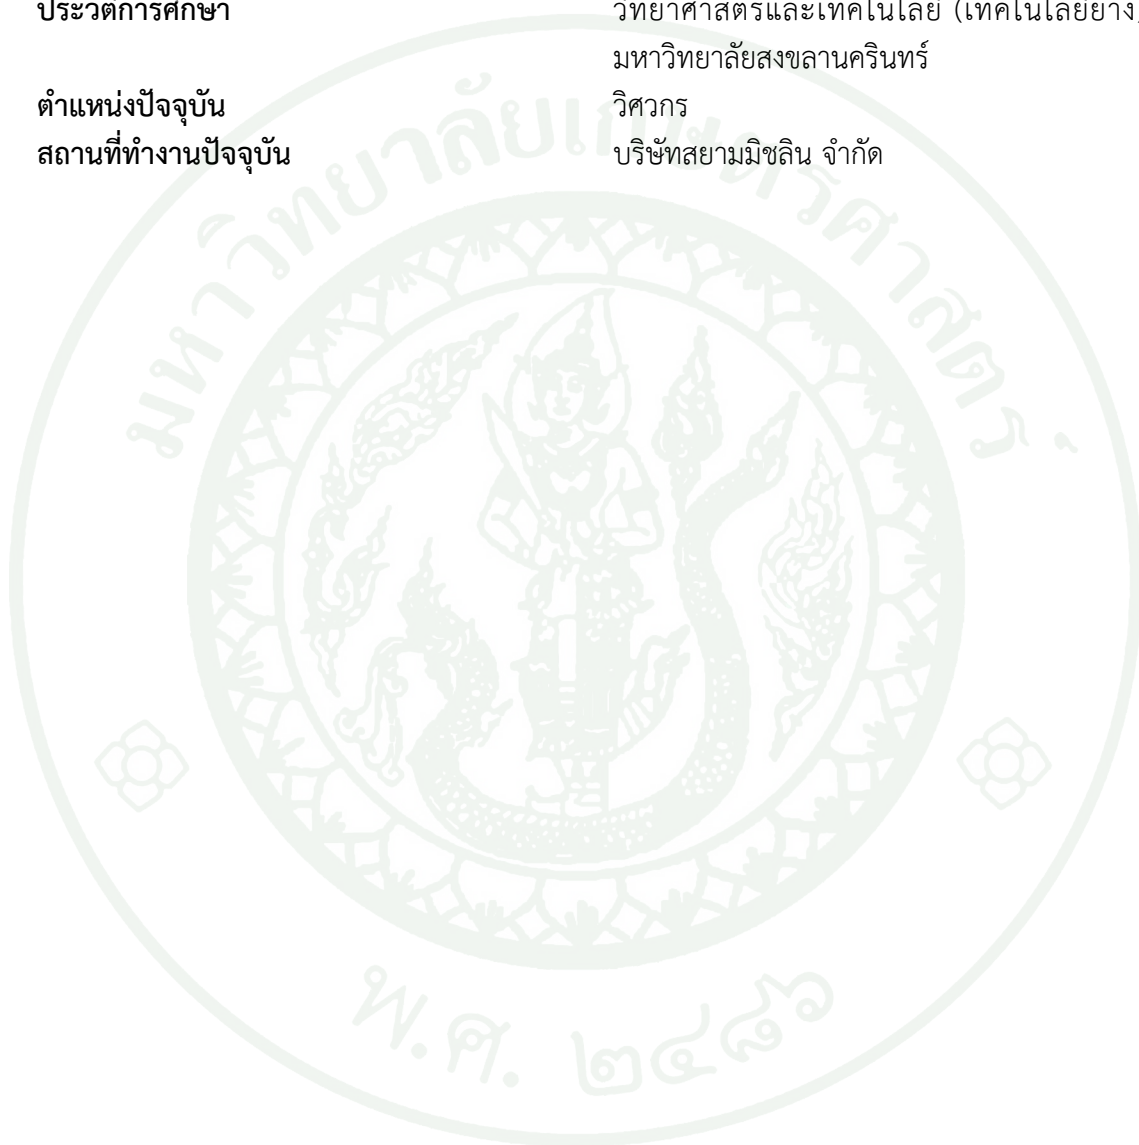 ประวัติการศึกษา วิทยาศาสตร์และเทคโนโลยี (เทคโนโลยียาง)
มหาวิทยาลัยสงขลานครินทร์
ตำแหน่งปัจจุบัน วิศวกร
สถานที่ทำงานปัจจุบัน บริษัทสยามมิชลิน จำกัด
มหาวิทยาลัยเกษตรศาสตร์
พ.ศ. ๒๔๘๖